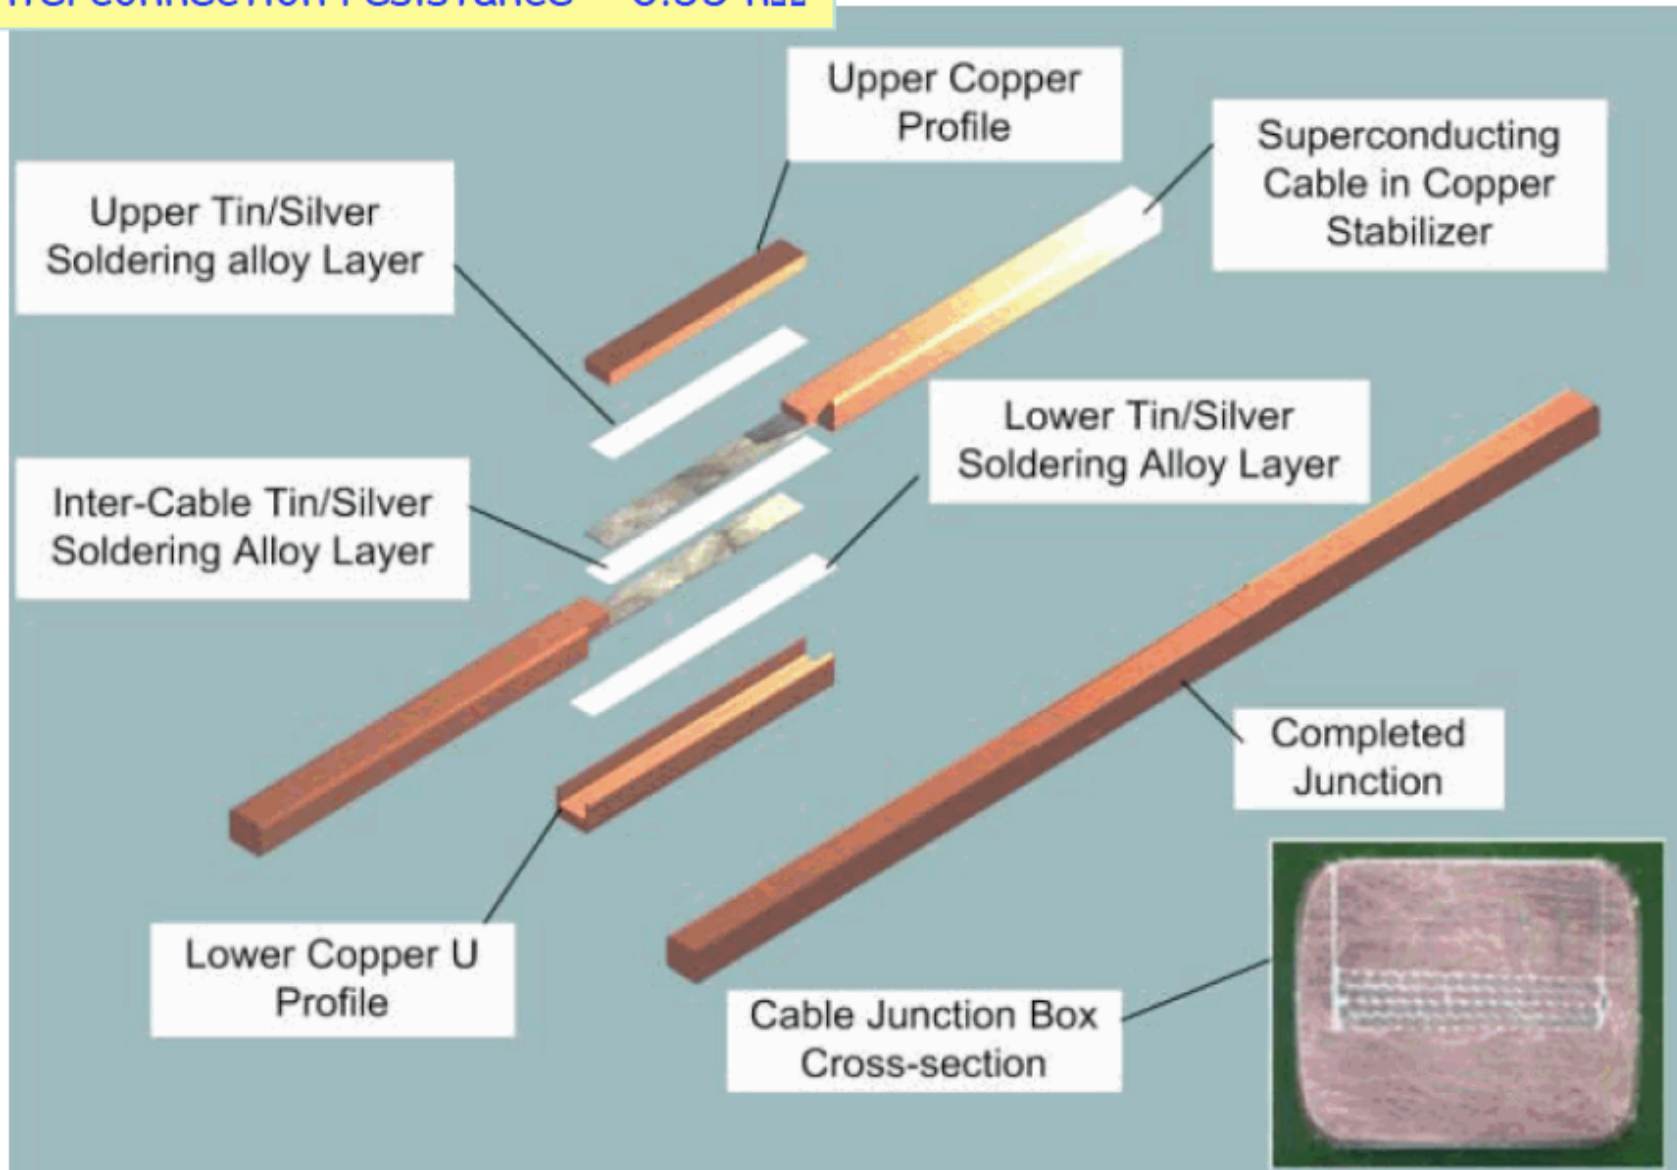 Upper Copper
Profile
Superconducting
Cable in Copper
Stabilizer
Upper Tin/Silver
Soldering alloy Layer
Lower Tin/Silver
Soldering Alloy Layer
Inter-Cable Tin/Silver
Soldering Alloy Layer
Completed
Junction
Lower Copper U
Profile
Cable Junction Box
Cross-section